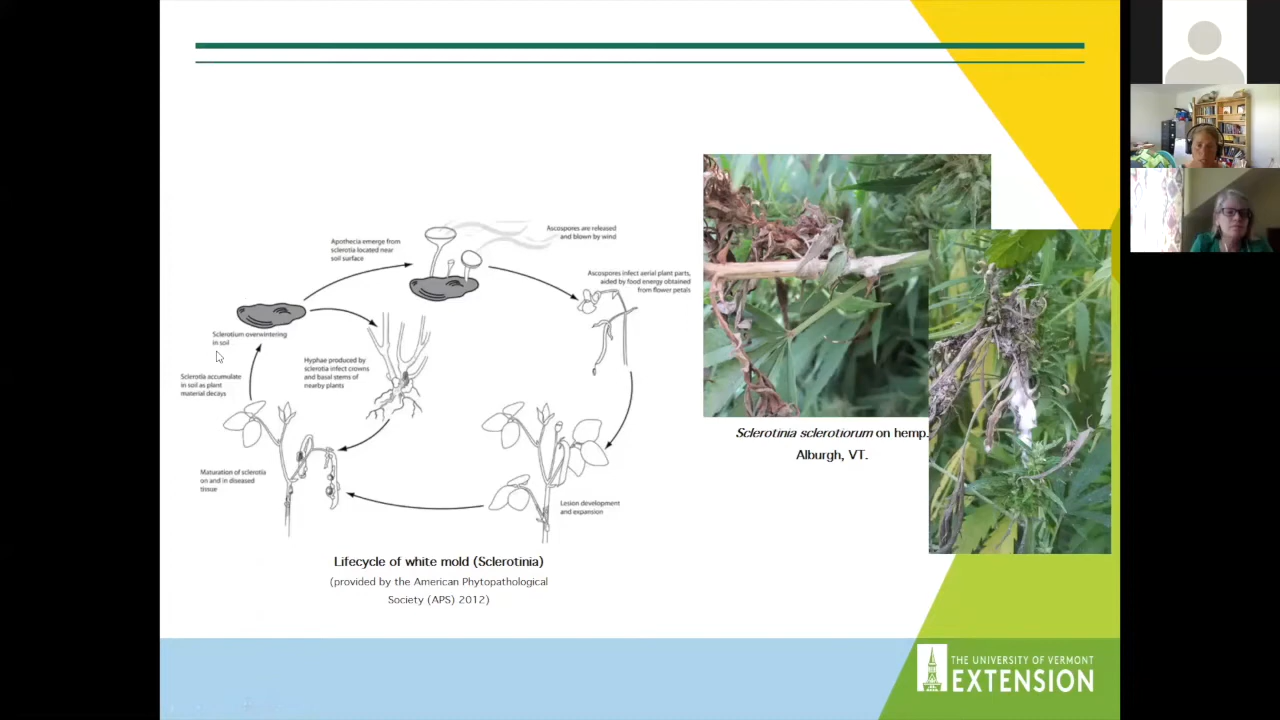 Apothecia emerge from
sclerotia located near
soil surface
Ascospores are released
and blown by wind
Ascospores infect aerial plant parts,
aided by food energy obtained
from flower petals
Sclerotium overwintering
in soil
Hyphae produced by
sclerotia infect crowns
and basal stems of
nearby plants
Sclerotia accumulate
in soil as plant
material decays
Maturation of sclerotia
on and in diseased
tissue
Lesion development
and expansion
Lifecycle of white mold (Sclerotinia)
(provided by the American Phytopathological
Society (APS) 2012)
Sclerotinia sclerotiorum on hemp.
Alburgh, VT.
THE UNIVERSITY OF VERMONT
EXTENSION